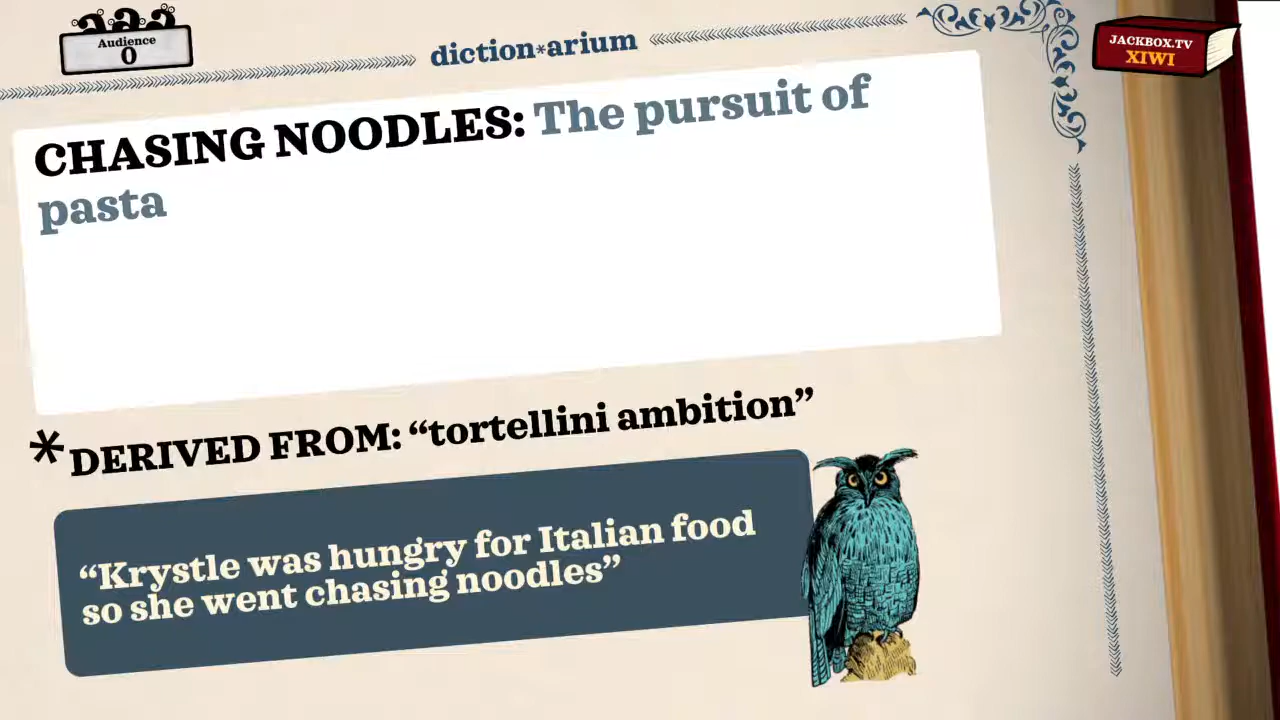 Audience
0
diction*arium
JACKBOX.TV
XIWI
CHASING NOODLES: The pursuit of
pasta
*DERIVED FROM: “tortellini ambition”
“Krystle was hungry for Italian food
so she went chasing noodles”